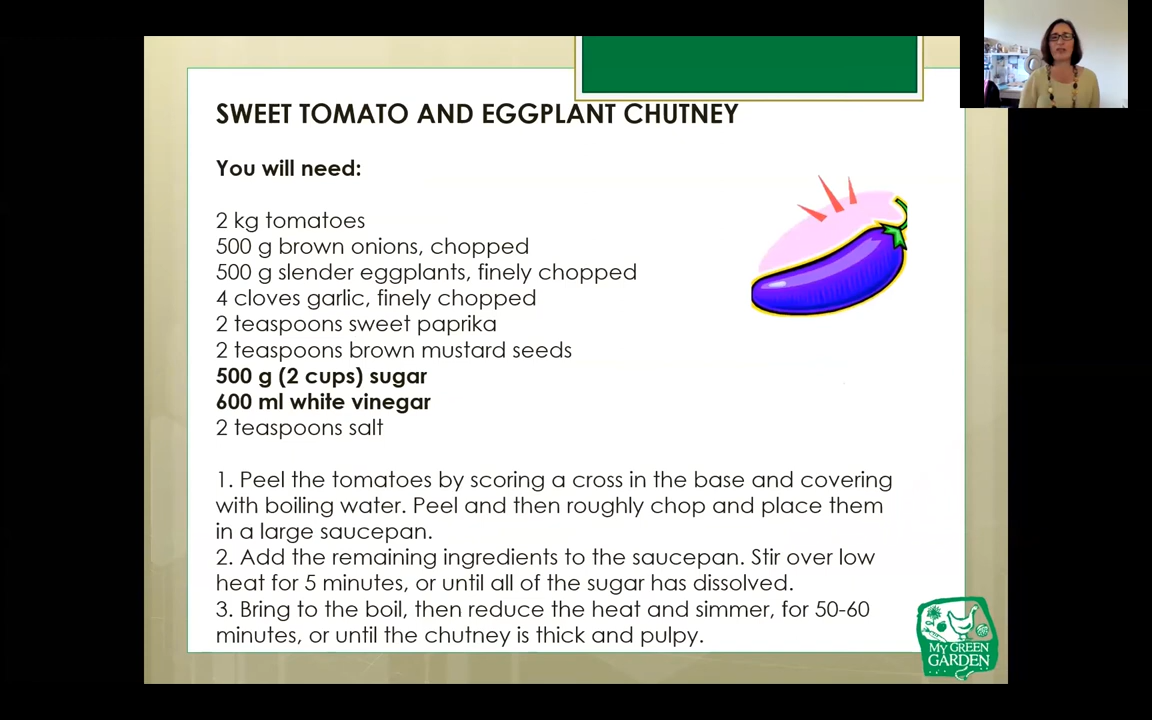 SWEET TOMATO AND EGGPLANT CHUTNEY
You will need:
2 kg tomatoes
500 g brown onions, chopped
500 g slender eggplants, finely chopped
4 cloves garlic, finely chopped
2 teaspoons sweet paprika
2 teaspoons brown mustard seeds
500 g (2 cups) sugar
600 ml white vinegar
2 teaspoons salt
1. Peel the tomatoes by scoring a cross in the base and covering
with boiling water. Peel and then roughly chop and place them
in a large saucepan.
2. Add the remaining ingredients to the saucepan. Stir over low
heat for 5 minutes, or until all of the sugar has dissolved.
3. Bring to the boil, then reduce the heat and simmer, for 50-60
minutes, or until the chutney is thick and pulpy.
MY GREEN
GARDEN